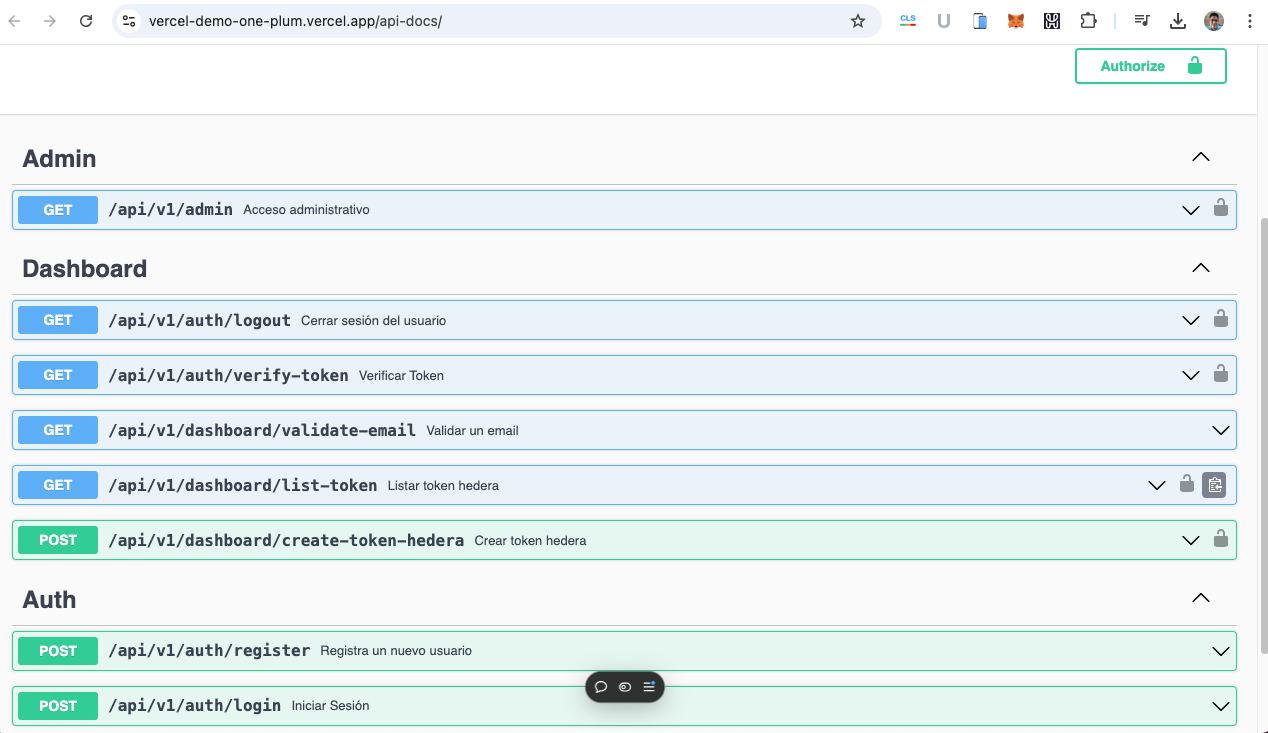 vercel-demo-one-plum.vercel.app/api-docs/
CLS
U
Authorize
Admin
GET /api/v1/admin Acceso administrativo
Dashboard
GET /api/v1/auth/logout Cerrar sesión del usuario
GET /api/v1/auth/verify-token Verificar Token
GET /api/v1/dashboard/validate-email Validar un email
GET /api/v1/dashboard/list-token Listar token hedera
POST /api/v1/dashboard/create-token-hedera Crear token hedera
Auth
POST /api/v1/auth/register Registra un nuevo usuario
POST /api/v1/auth/login Iniciar Sesión